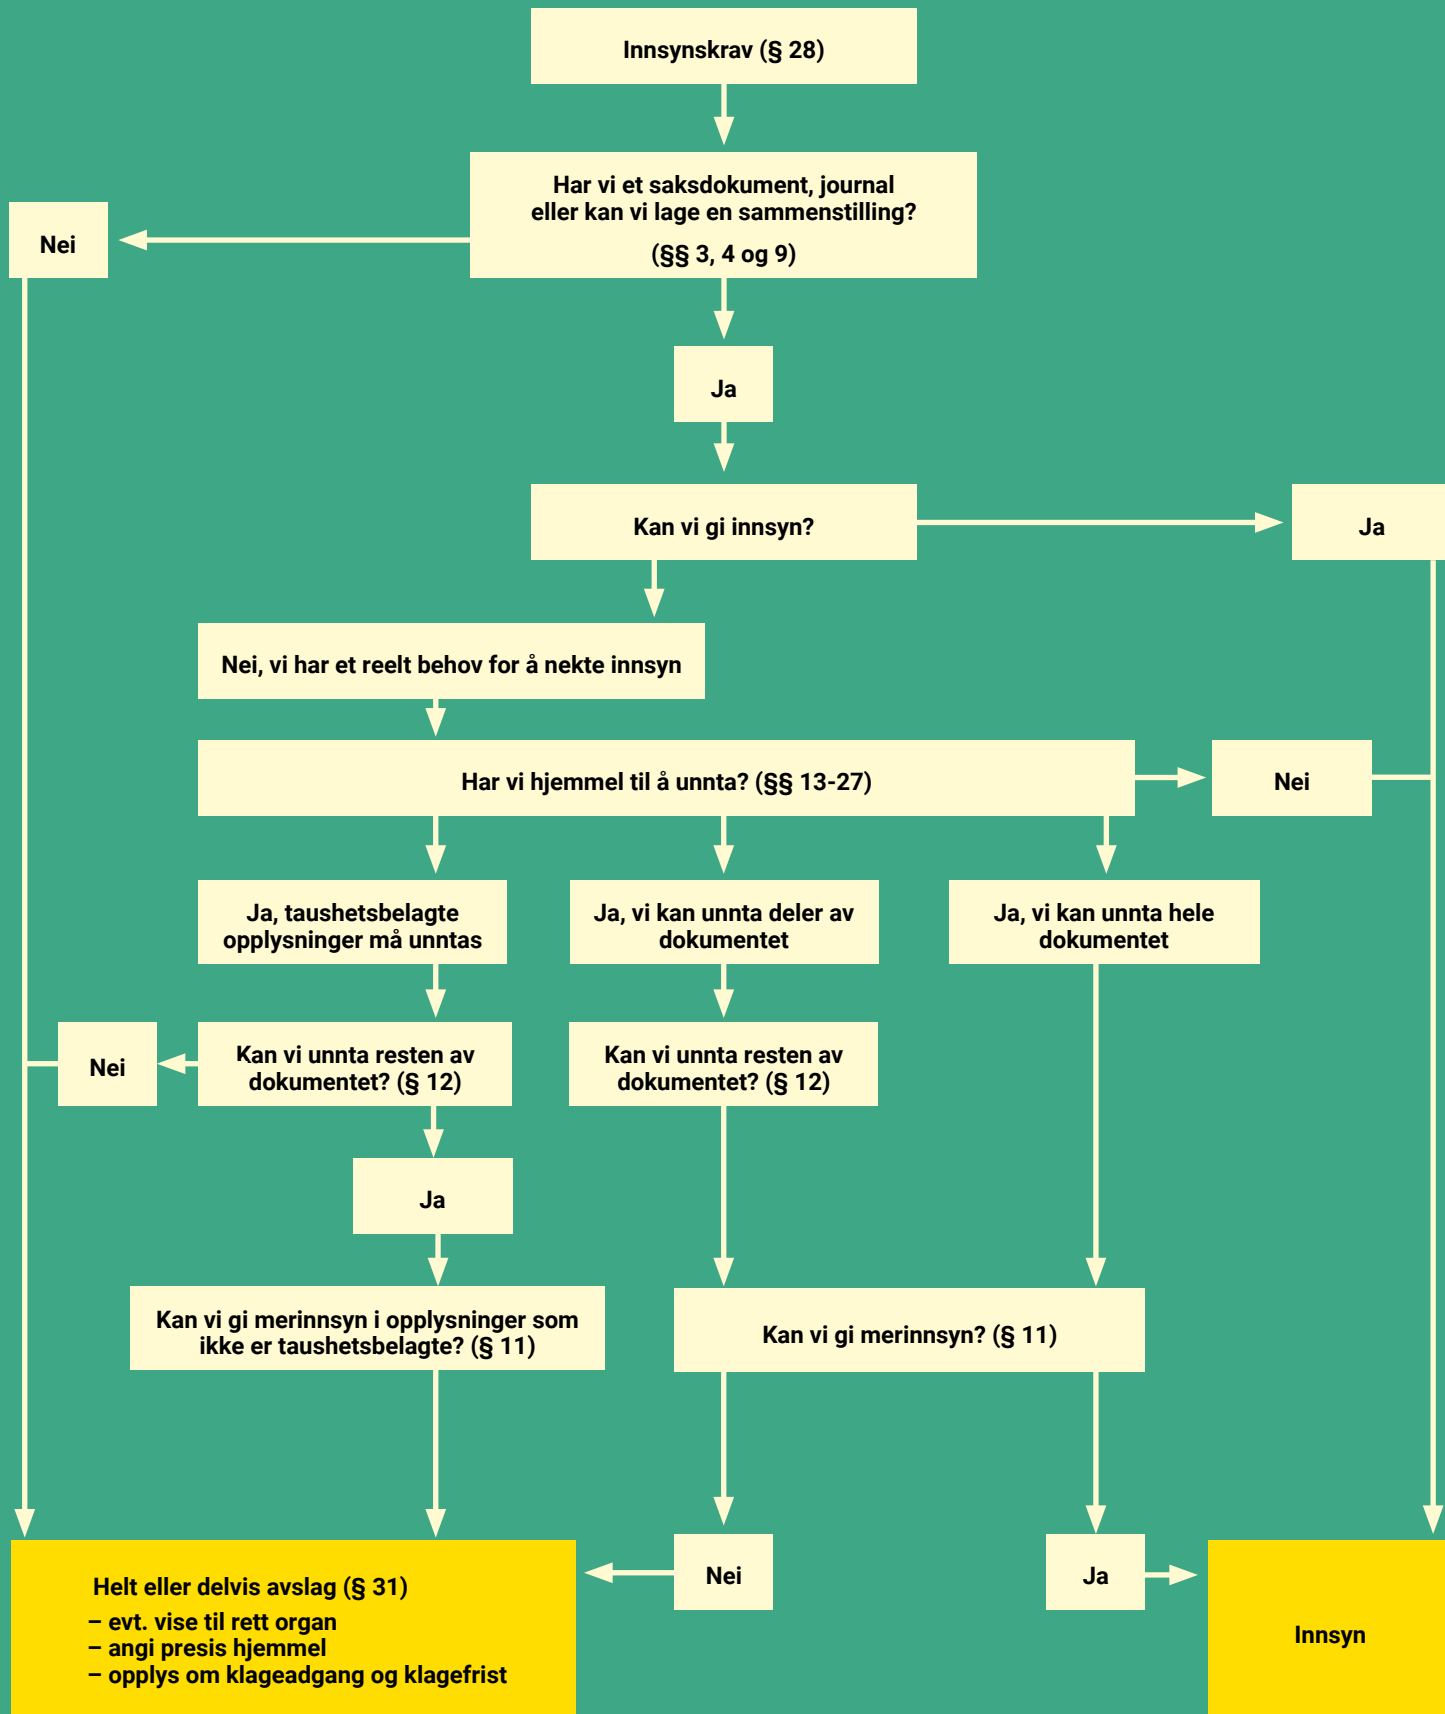 Innsynskrav (§ 28)
Har vi et saksdokument, journal
eller kan vi lage en sammenstilling?
(§§ 3, 4 og 9)
Nei
Ja
Kan vi gi innsyn?
Ja
Nei, vi har et reelt behov for å nekte innsyn
Har vi hjemmel til å unnta? (§§ 13-27)
Nei
Ja, taushetsbelagte
opplysninger må unntas
Ja, vi kan unnta deler av
dokumentet
Ja, vi kan unnta hele
dokumentet
Nei
Kan vi unnta resten av
dokumentet? (§ 12)
Kan vi unnta resten av
dokumentet? (§ 12)
Ja
Kan vi gi merinnsyn i opplysninger som
ikke er taushetsbelagte? (§ 11)
Kan vi gi merinnsyn? (§ 11)
Nei
Ja
Helt eller delvis avslag (§ 31)
– evt. vise til rett organ
– angi presis hjemmel
– opplys om klageadgang og klagefrist
Innsyn